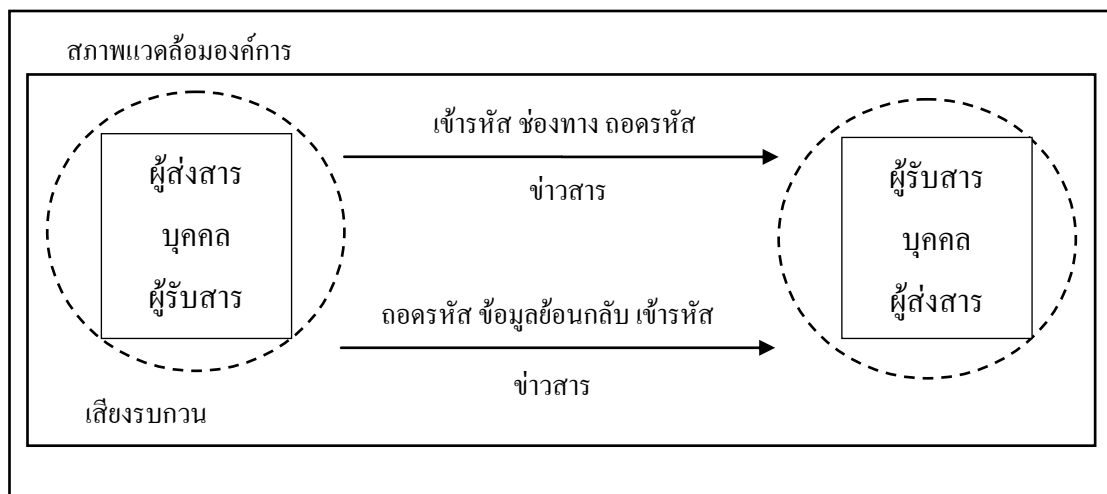 สภาพแวดล้อมองค์การ
เข้ารหัส ช่องทาง ถอดรหัส
ข่าวสาร
ผู้ส่งสาร
บุคคล
ผู้รับสาร
ผู้รับสาร
บุคคล
ผู้ส่งสาร
ถอดรหัส ข้อมูลย้อนกลับ เข้ารหัส
ข่าวสาร
เสียงรบกวน